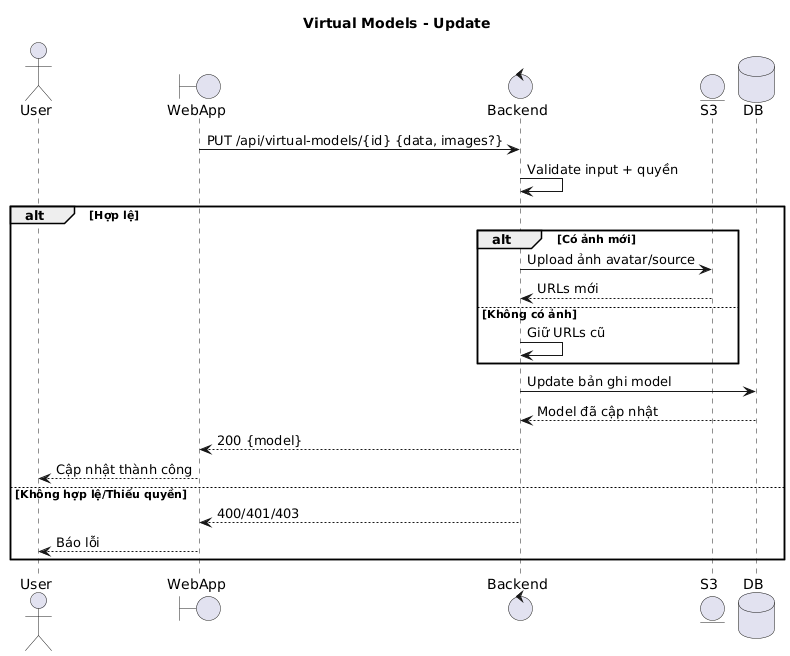 Virtual Models - Update
User
WebApp
Backend
S3
DB
PUT /api/virtual-models/{id} {data, images?}
Validate input + quyền
alt
[Hợp lệ]
alt
[Có ảnh mới]
Upload ảnh avatar/source
URLs mới
[Không có ảnh]
Giữ URLs cũ
Update bản ghi model
Model đã cập nhật
200 {model}
Cập nhật thành công
[Không hợp lệ/Thiếu quyền]
400/401/403
Báo lỗi
User
WebApp
Backend
S3
DB